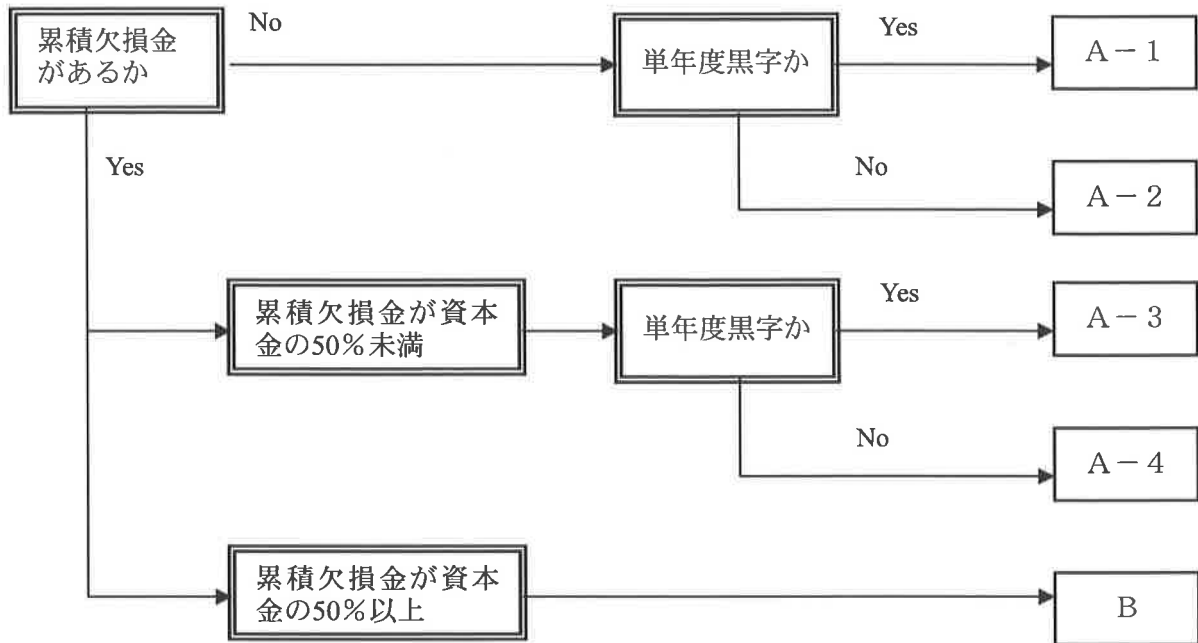 累積欠損金
があるか
No
単年度黒字か
Yes
A－1
Yes
No
A－2
累積欠損金が資本
金の50%未満
単年度黒字か
Yes
A－3
No
A－4
累積欠損金が資本
金の50%以上
B